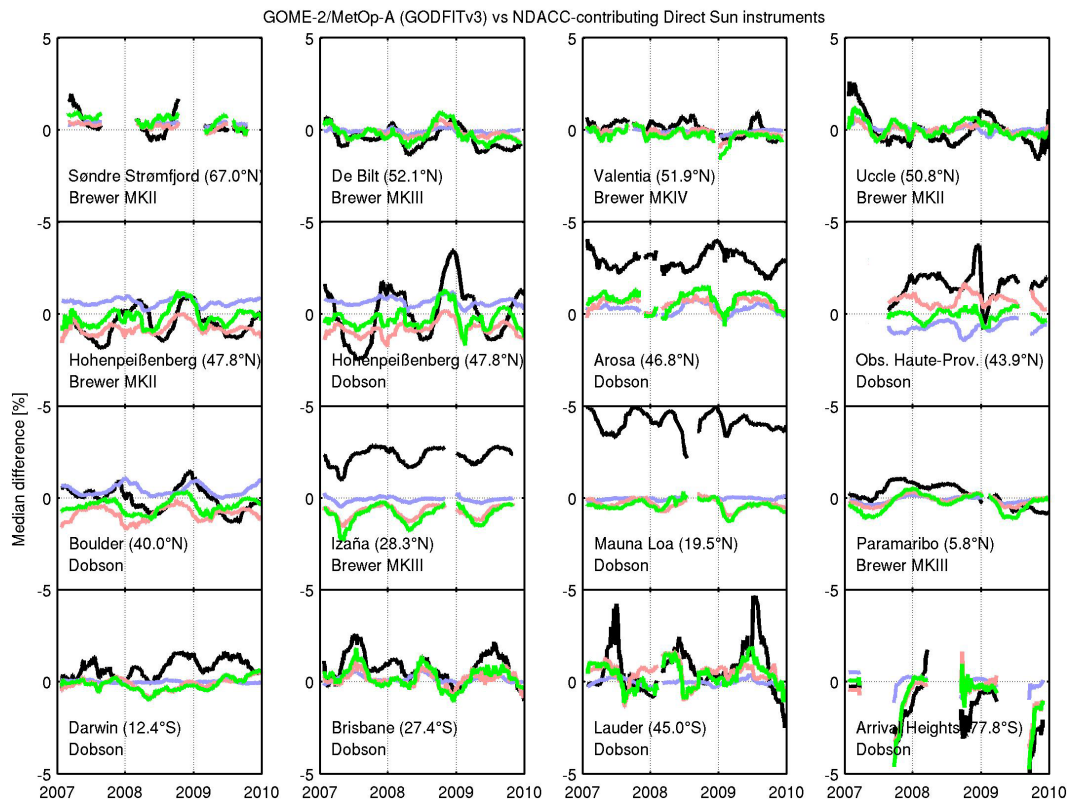 GOME-2/MetOp-A (GODFITv3) vs NDACC-contributing Direct Sun instruments
5
0
-5
Søndre Strømfjord (67.0°N)
Brewer MKII
5
0
-5
De Bilt (52.1°N)
Brewer MKIII
5
0
-5
Valentia (51.9°N)
Brewer MKIV
5
0
-5
Uccle (50.8°N)
Brewer MKII
0
-5
Hohenpeißenberg (47.8°N)
Brewer MKII
0
-5
Hohenpeißenberg (47.8°N)
Dobson
0
-5
Arosa (46.8°N)
Dobson
0
-5
Obs. Haute-Prov. (43.9°N)
Dobson
Median difference [%]
0
-5
Boulder (40.0°N)
Dobson
0
-5
Izaña (28.3°N)
Brewer MKIII
0
-5
Mauna Loa (19.5°N)
Dobson
0
-5
Paramaribo (5.8°N)
Brewer MKIII
0
-5
Darwin (12.4°S)
Dobson
2007 2008 2009 2010
0
-5
Brisbane (27.4°S)
Dobson
2007 2008 2009 2010
0
-5
Lauder (45.0°S)
Dobson
2007 2008 2009 2010
0
-5
Arrival Heights (77.8°S)
Dobson
2007 2008 2009 2010